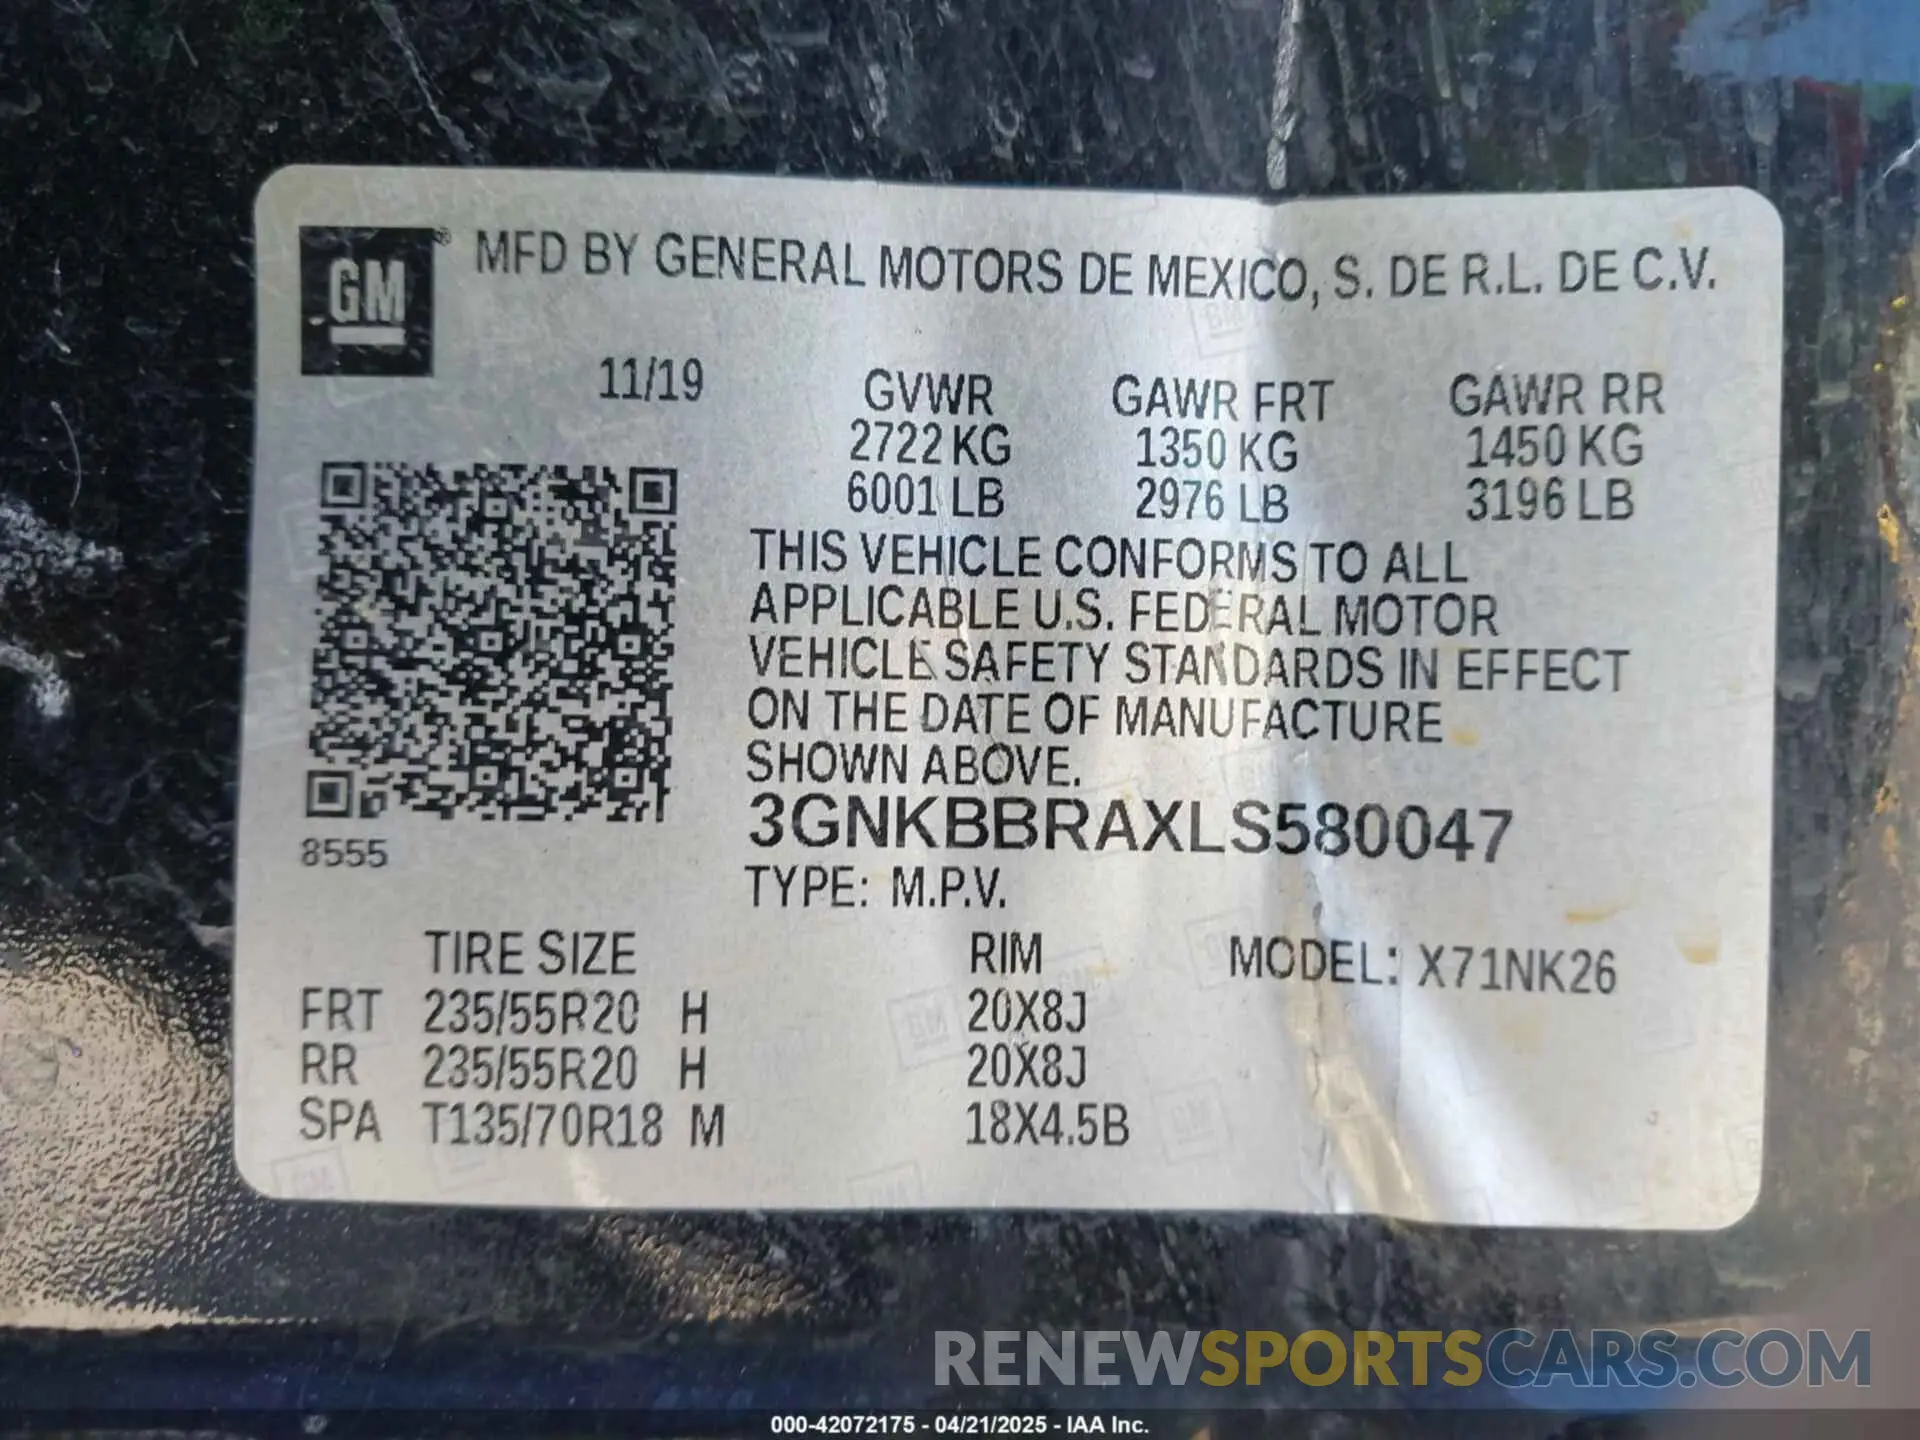 GM® MFD BY GENERAL MOTORS DE MEXICO, S. DE R.L. DE C.V.
11/19 GVWR GAWR FRT GAWR RR
2722 KG 1350 KG 1450 KG
6001 LB 2976 LB 3196 LB
THIS VEHICLE CONFORMS TO ALL
APPLICABLE U.S. FEDERAL MOTOR
VEHICLE SAFETY STANDARDS IN EFFECT
ON THE DATE OF MANUFACTURE
SHOWN ABOVE.
3GNKBBRAXLS580047
8555
TYPE: M.P.V.
TIRE SIZE RIM MODEL: X71NK26
FRT 235/55R20 H 20X8J
RR 235/55R20 H 20X8J
SPA T135/70R18 M 18X4.5B
RENEWSPORTSCARS.COM
000-42072175 - 04/21/2025 - IAA Inc.